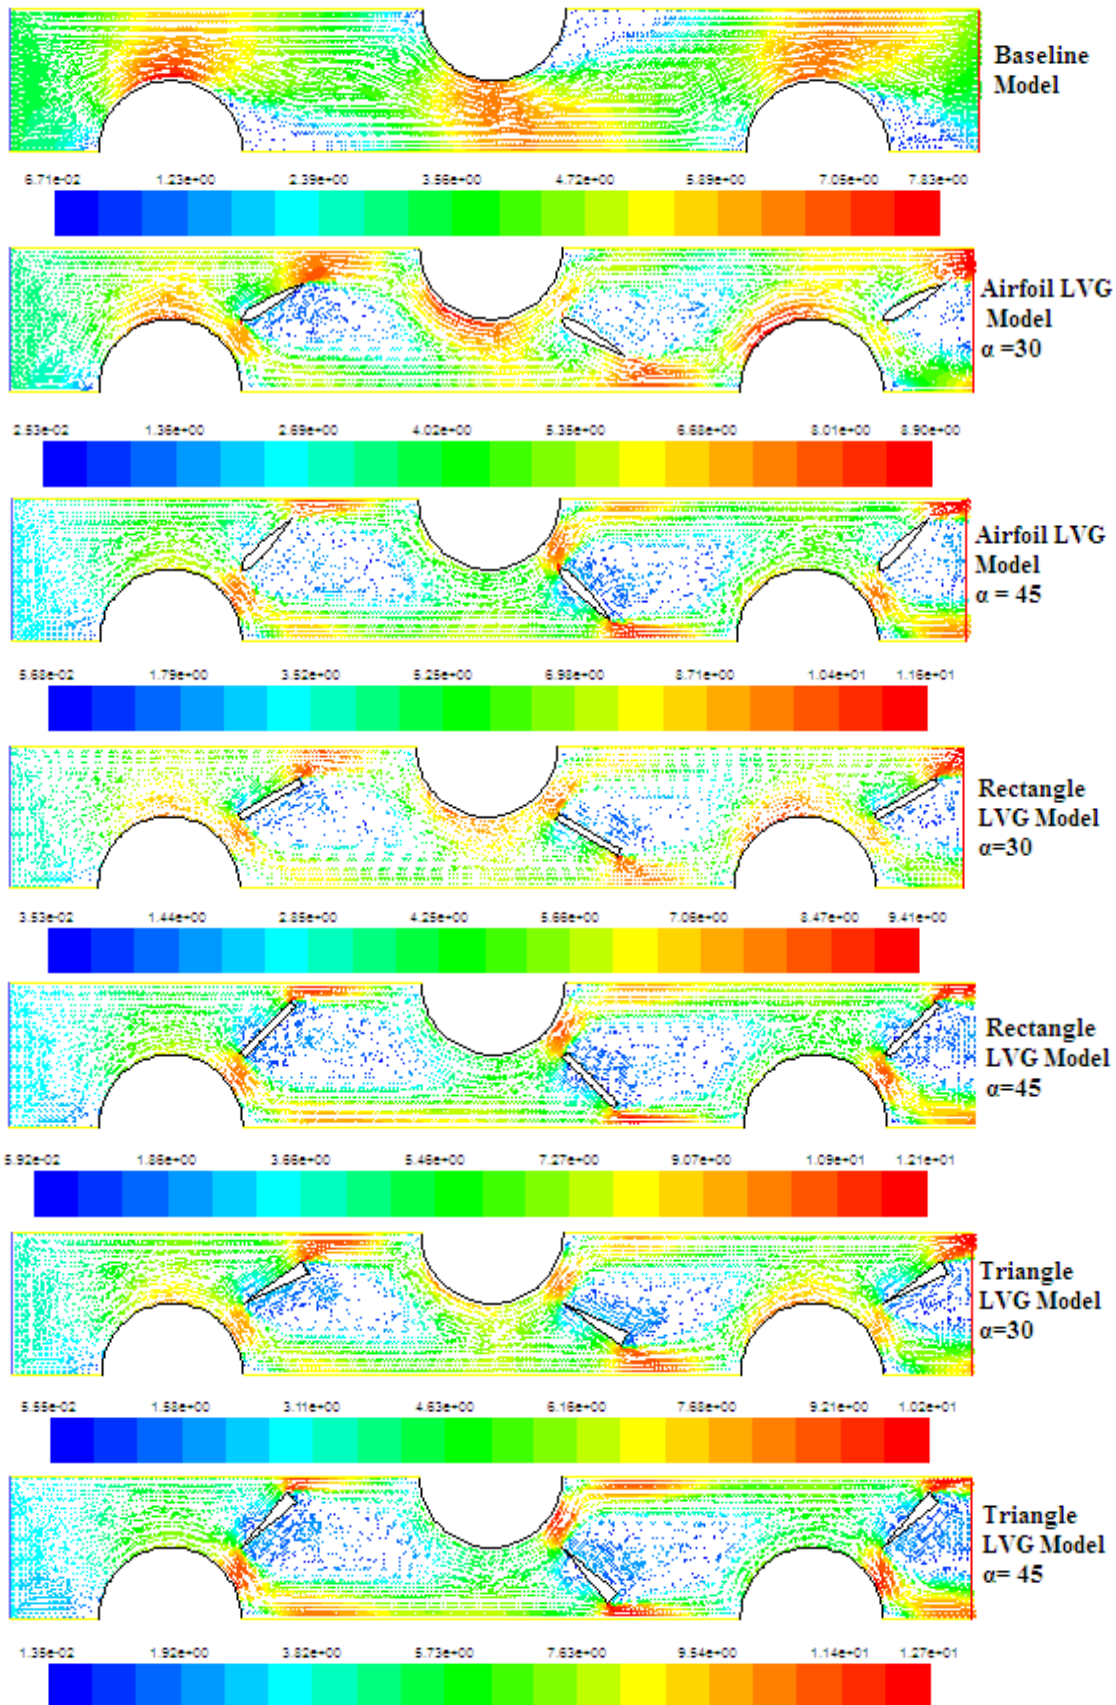 Baseline
Model
6.71e-02 1.23e+00 2.39e+00 3.56e+00 4.72e+00 5.89e+00 7.05e+00 7.83e+00
Airfoil LVG
Model
α =30
2.53e-02 1.36e+00 2.69e+00 4.02e+00 5.35e+00 6.68e+00 8.01e+00 8.90e+00
Airfoil LVG
Model
α = 45
5.68e-02 1.79e+00 3.52e+00 5.25e+00 6.98e+00 8.71e+00 1.04e+01 1.16e+01
Rectangle
LVG Model
α=30
3.53e-02 1.44e+00 2.85e+00 4.25e+00 5.66e+00 7.06e+00 8.47e+00 9.41e+00
Rectangle
LVG Model
α=45
5.92e-02 1.86e+00 3.66e+00 5.46e+00 7.27e+00 9.07e+00 1.09e+01 1.21e+01
Triangle
LVG Model
α=30
5.55e-02 1.58e+00 3.11e+00 4.63e+00 6.16e+00 7.68e+00 9.21e+00 1.02e+01
Triangle
LVG Model
α= 45
1.35e-02 1.92e+00 3.82e+00 5.73e+00 7.63e+00 9.54e+00 1.14e+01 1.27e+01